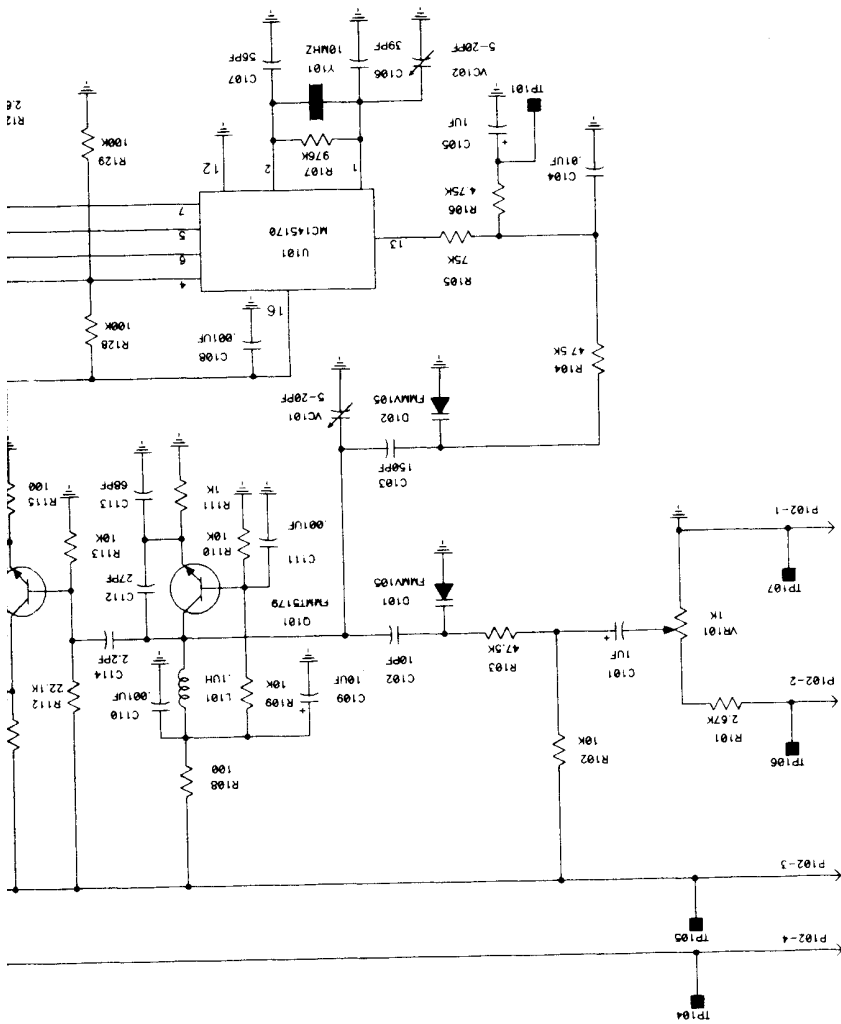 TP104
P102-4
TP105
P102-3
TP106
R101
2.67K
P102-2
R102
10K
R108
100
VR101
1K
C101
1UF
R103
47.5K
D101
FMMV105
C102
10PF
C109
10UF
R109
10K
L101
.1UH
C110
.001UF
C114
2.2PF
R112
22.1K
TP107
P102-1
Q101
FMMT5179
C111
.001UF
R110
10K
R111
1K
C112
27PF
C113
68PF
R113
10K
R115
100
C103
150PF
D102
FMMV105
VC101
5-20PF
R104
47.5K
C108
.001UF
16
R128
100K
R105
75K
13
U101
MC145170
4
6
5
7
R106
4.75K
C104
.01UF
C105
1UF
TP101
1
2
12
R107
976K
R129
100K
VC102
5-20PF
C106
39PF
Y101
10MHZ
C107
56PF
R12
2.6